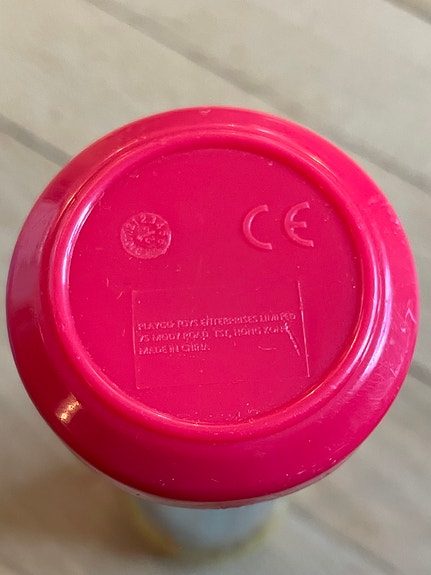 CE
PLAYGO TOYS ENTERPRISES LIMITED
75 MODY ROAD, TST, HONG KONG
MADE IN CHINA